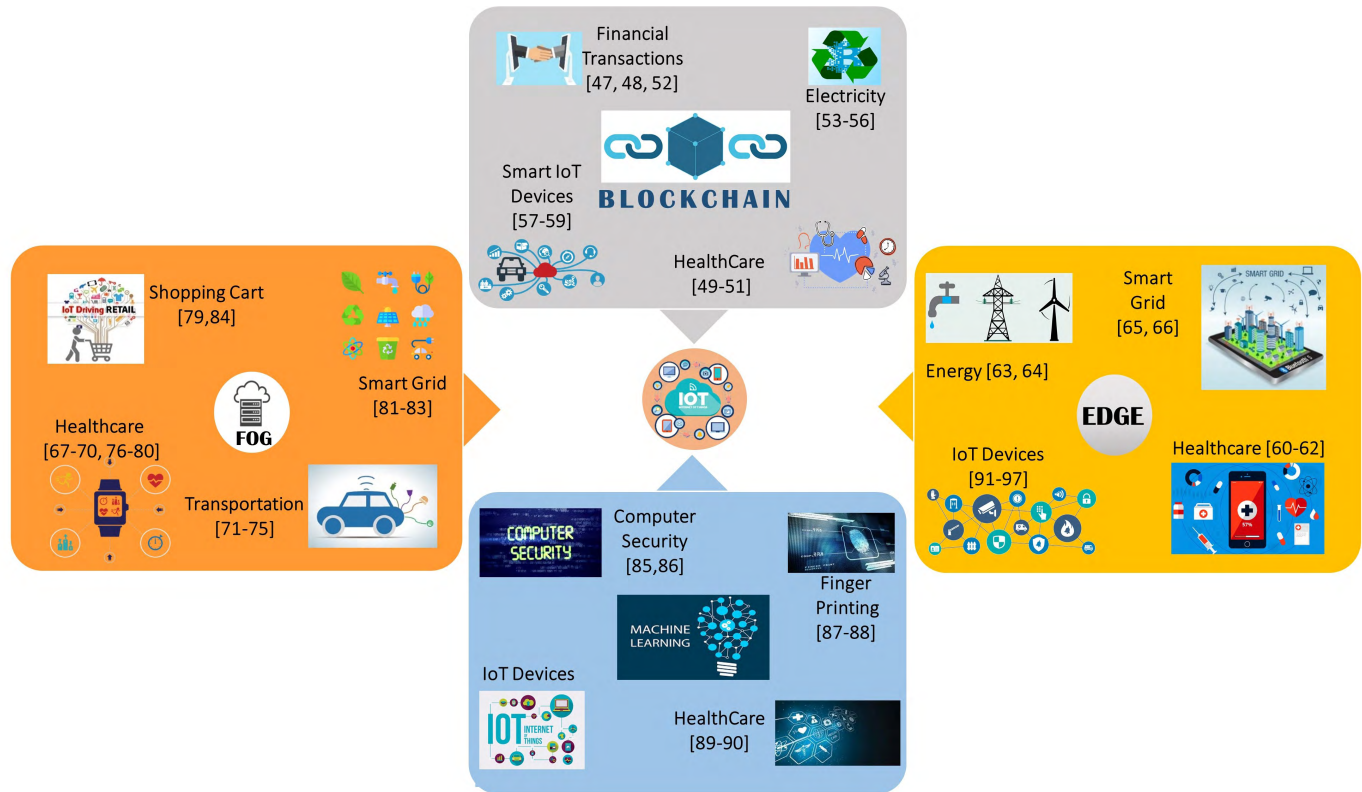 Financial
Transactions
[47, 48, 52]
Electricity
[53-56]
BLOCKCHAIN
Smart IoT
Devices
[57-59]
HealthCare
[49-51]
IoT Driving RETAIL
Shopping Cart
[79,84]
Smart Grid
[81-83]
FOG
Healthcare
[67-70, 76-80]
Transportation
[71-75]
IOT
Energy [63, 64]
Smart
Grid
[65, 66]
SMART GRID
EDGE
IoT Devices
[91-97]
Healthcare [60-62]
57%
COMPUTER
SECURITY
Computer
Security
[85,86]
Finger
Printing
[87-88]
MACHINE
LEARNING
IoT Devices
IOT INTERNET
OF
THINGS
HealthCare
[89-90]